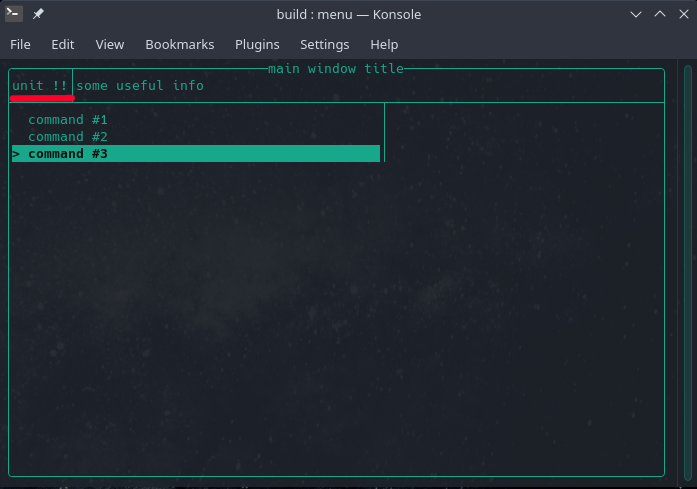 build : menu — Konsole
File Edit View Bookmarks Plugins Settings Help
main window title
unit !! some useful info
command #1
command #2
> command #3